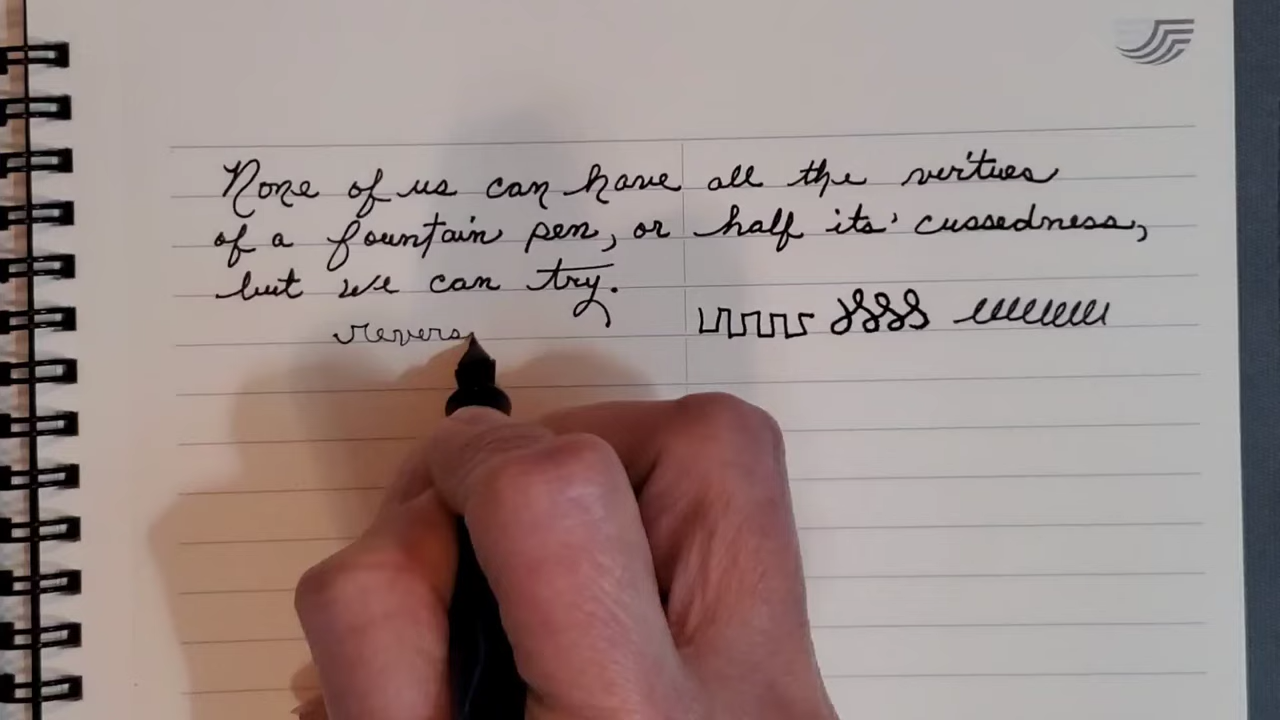 None of us can have all the virtues
of a fountain pen, or half its' cussedness,
but we can try.
revers